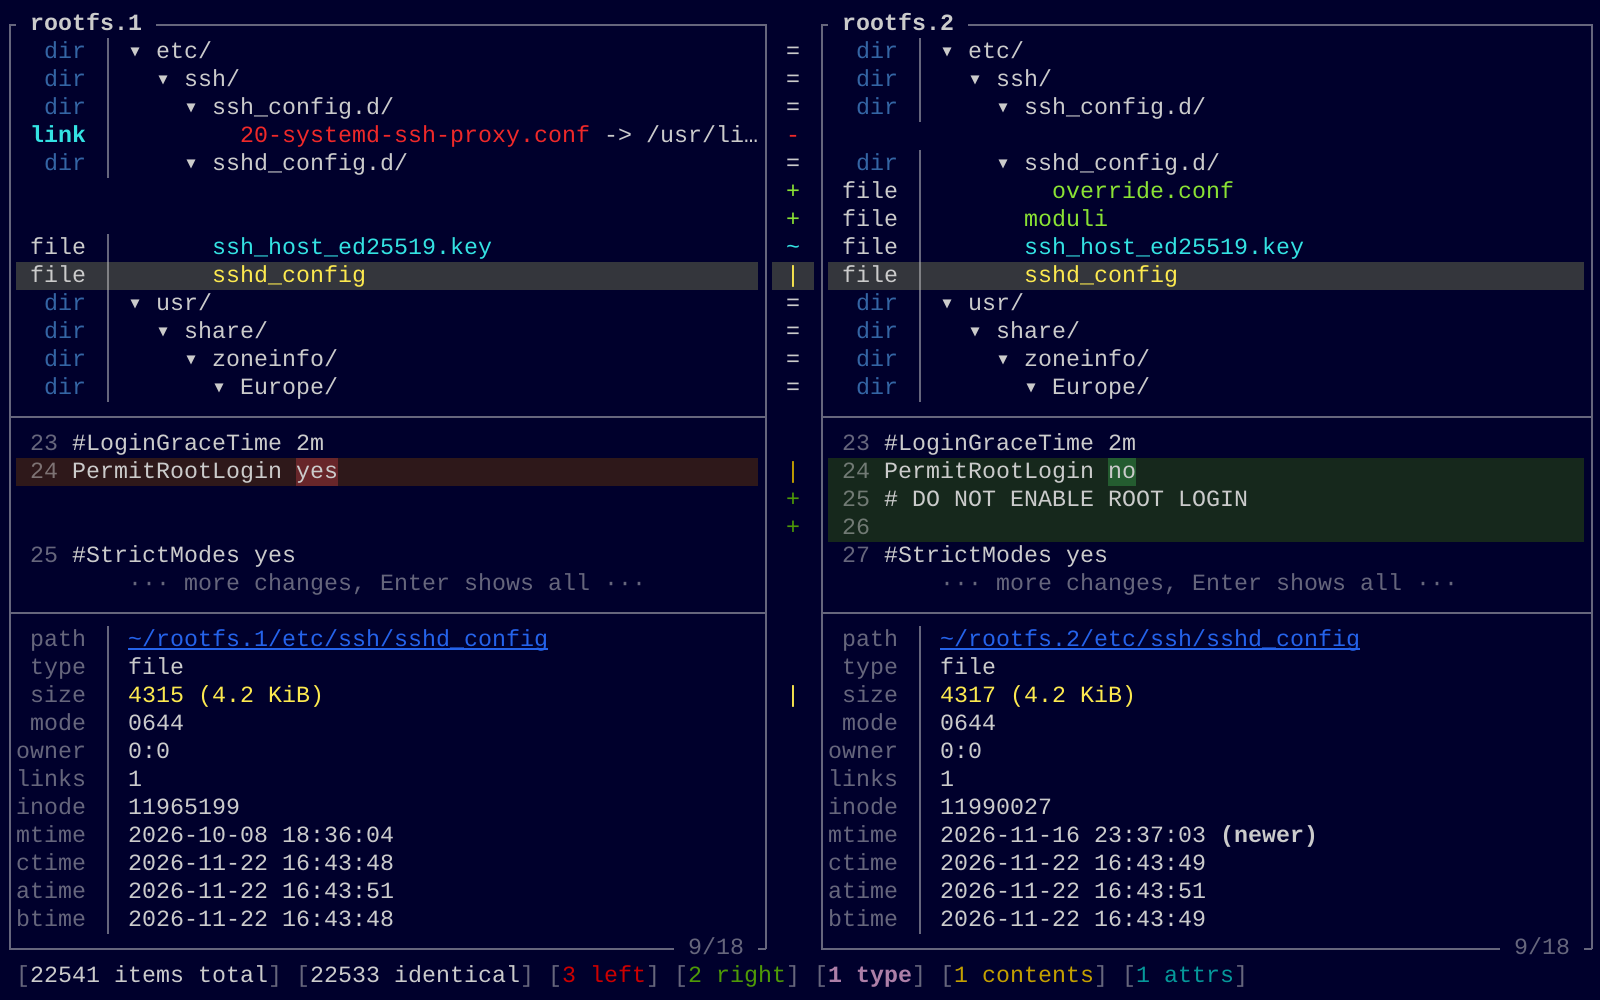 rootfs.1 rootfs.2
dir ▾ etc/ = dir ▾ etc/
dir ▾ ssh/ = dir ▾ ssh/
dir ▾ ssh_config.d/ = dir ▾ ssh_config.d/
link 20-systemd-ssh-proxy.conf -> /usr/li… -
dir ▾ sshd_config.d/ = dir ▾ sshd_config.d/
+ file override.conf
+ file moduli
file ssh_host_ed25519.key ~ file ssh_host_ed25519.key
file sshd_config | file sshd_config
dir ▾ usr/ = dir ▾ usr/
dir ▾ share/ = dir ▾ share/
dir ▾ zoneinfo/ = dir ▾ zoneinfo/
dir ▾ Europe/ = dir ▾ Europe/
23 #LoginGraceTime 2m 23 #LoginGraceTime 2m
24 PermitRootLogin yes | 24 PermitRootLogin no
+ 25 # DO NOT ENABLE ROOT LOGIN
+ 26
25 #StrictModes yes 27 #StrictModes yes
··· more changes, Enter shows all ··· ··· more changes, Enter shows all ···
path ~/rootfs.1/etc/ssh/sshd_config path ~/rootfs.2/etc/ssh/sshd_config
type file type file
size 4315 (4.2 KiB) | size 4317 (4.2 KiB)
mode 0644 mode 0644
owner 0:0 owner 0:0
links 1 links 1
inode 11965199 inode 11990027
mtime 2026-10-08 18:36:04 mtime 2026-11-16 23:37:03 (newer)
ctime 2026-11-22 16:43:48 ctime 2026-11-22 16:43:49
atime 2026-11-22 16:43:51 atime 2026-11-22 16:43:51
btime 2026-11-22 16:43:48 btime 2026-11-22 16:43:49
9/18 9/18
[22541 items total] [22533 identical] [3 left] [2 right] [1 type] [1 contents] [1 attrs]